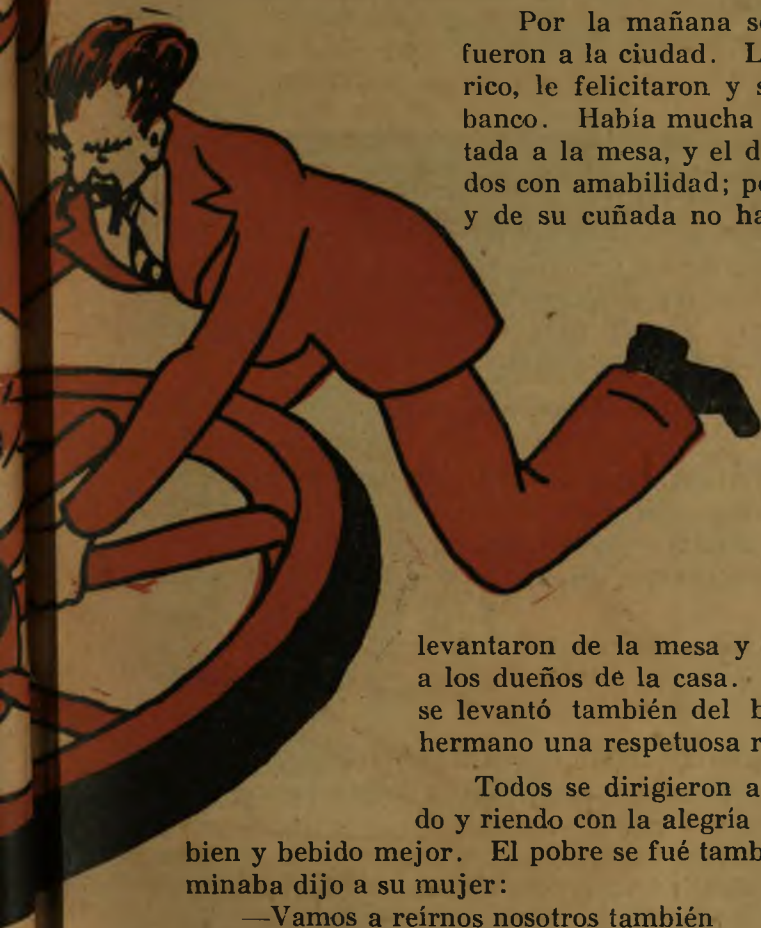 Por la mañana s
fueron a la ciudad. L
rico, le felicitaron y s
banco. Había mucha
tada a la mesa, y el d
dos con amabilidad; p
y de su cuñada no ha
levantaron de la mesa y
a los dueños de la casa.
se levantó también del b
hermano una respetuosa r
Todos se dirigieron a
do y riendo con la alegría
bien y bebido mejor. El pobre se fué tamb
minaba dijo a su mujer:
—Vamos a reírnos nosotros también